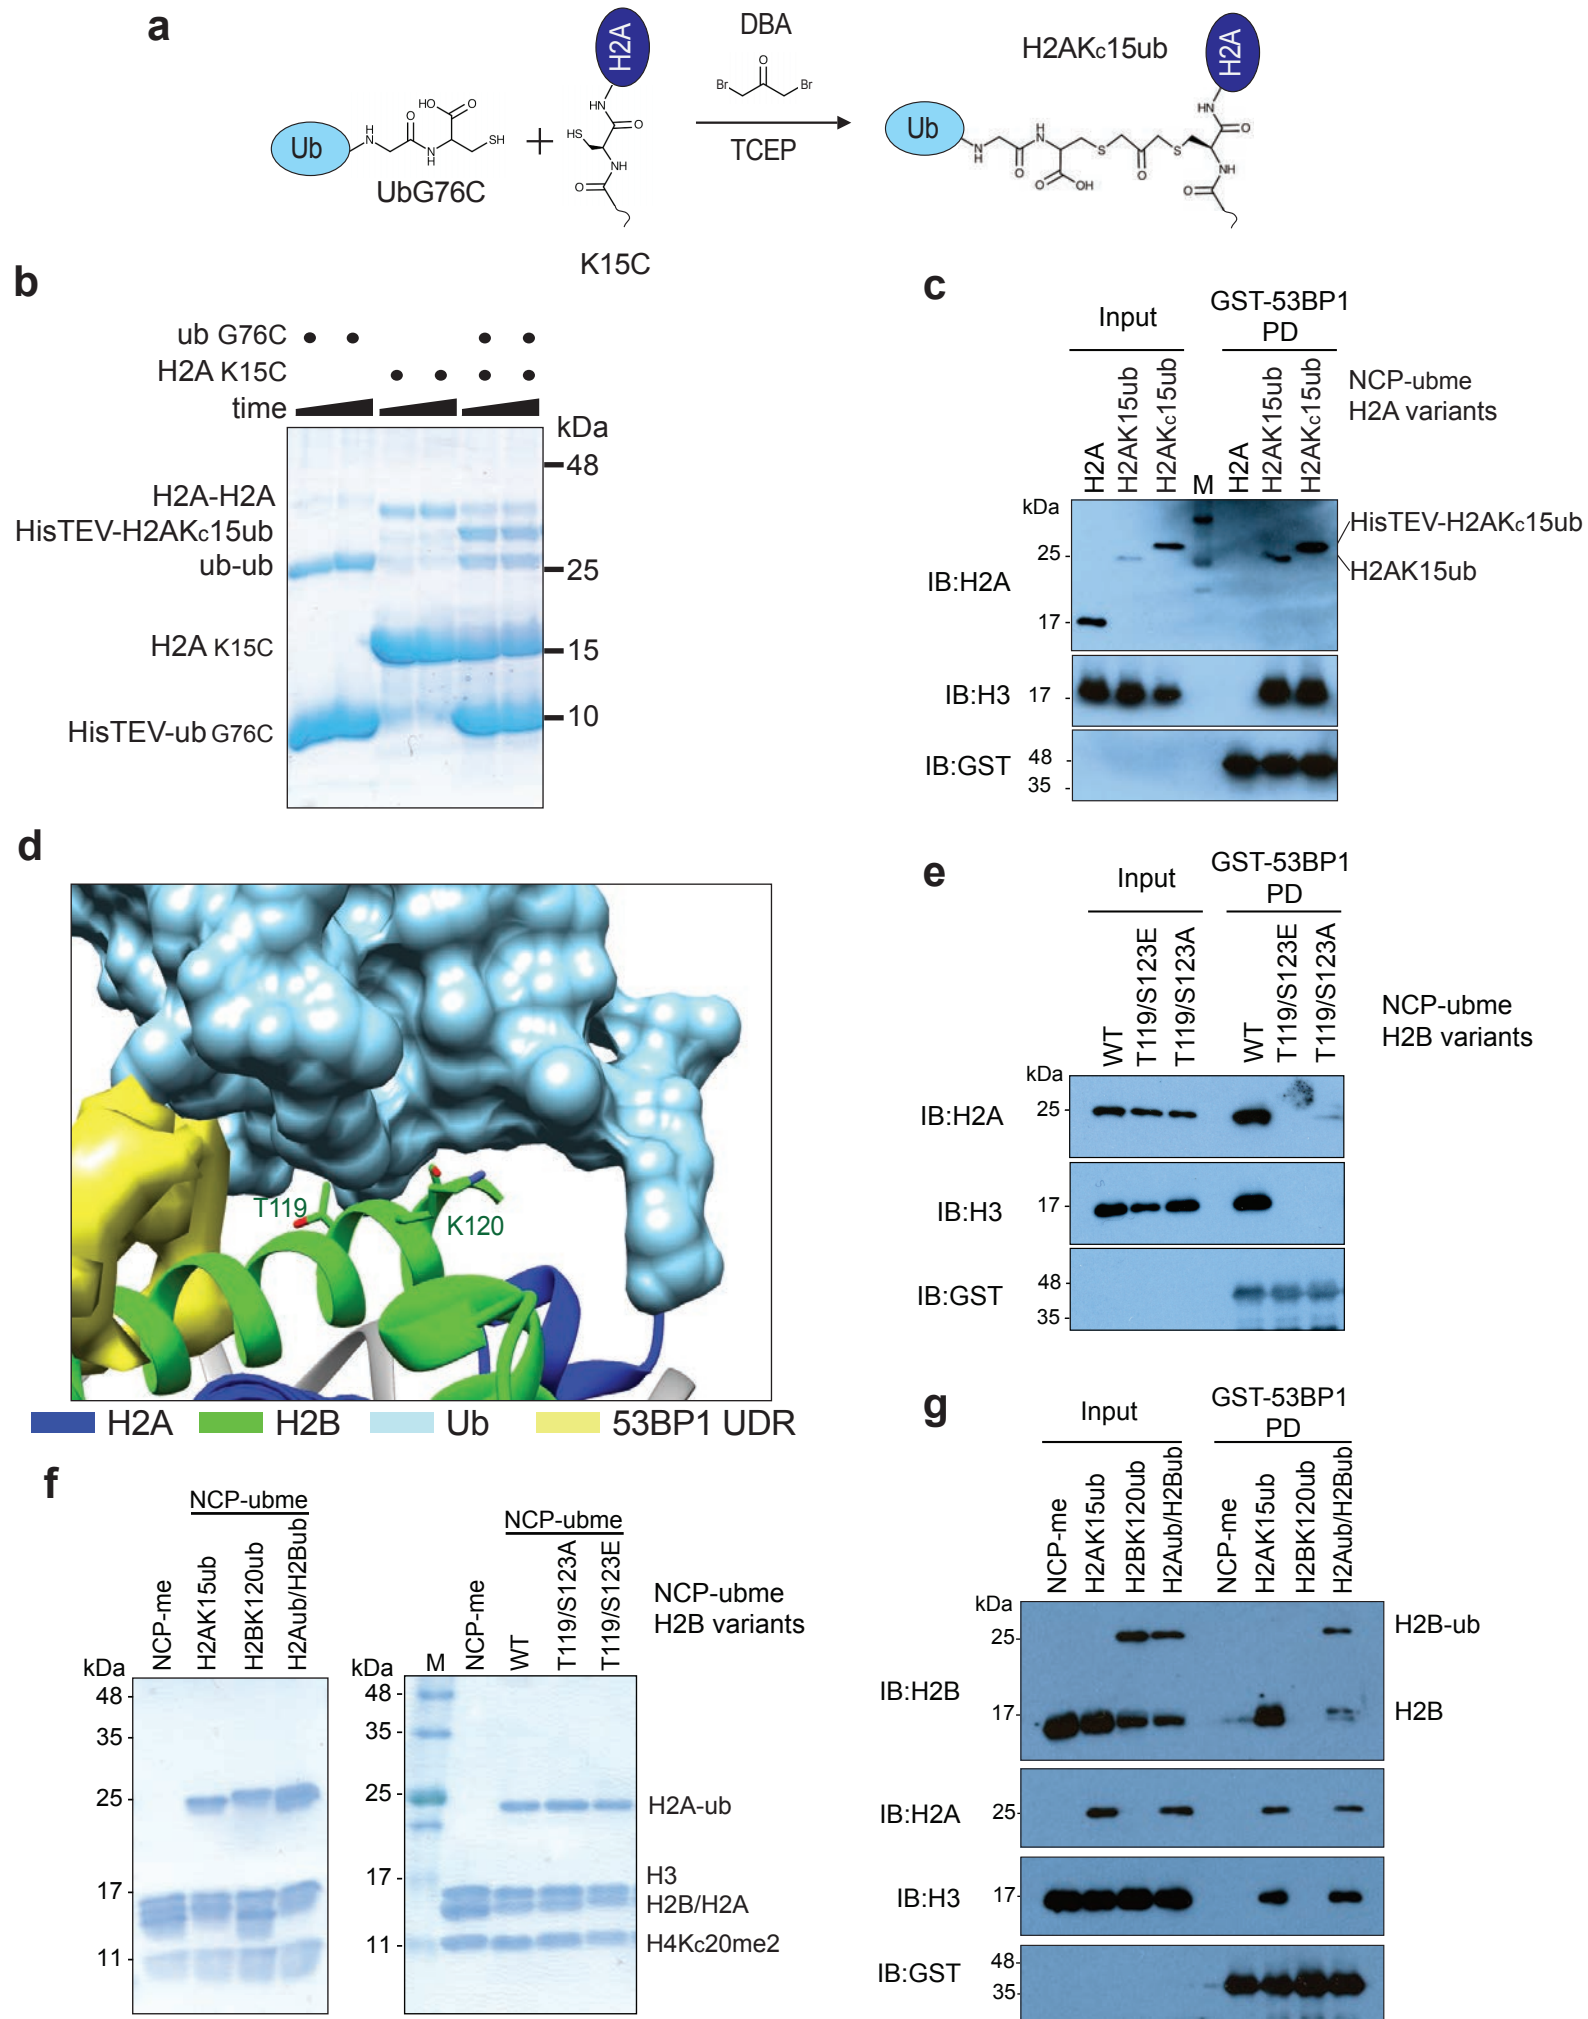 a
DBA
TCEP
Br
O
Br
Ub
H
N
O
N
H
HO
O
SH
UbG76C
+
H2A
HN
O
HS
NH
O
K15C
H2AKc15ub
Ub
N
H
O
H
N
O
OH
S
O
S
H2A
HN
O
NH
O
b
ub G76C
H2A K15C
time
kDa
48
25
15
10
H2A-H2A
HisTEV-H2AKc15ub
ub-ub
H2A K15C
HisTEV-ub G76C
c
Input
GST-53BP1
PD
H2A
H2AK15ub
H2AKc15ub
M
H2A
H2AK15ub
H2AKc15ub
NCP-ubme
H2A variants
kDa
25
17
IB:H2A
HisTEV-H2AKc15ub
H2AK15ub
IB:H3
17
IB:GST
48
35
d
T119
K120
H2A
H2B
Ub
53BP1 UDR
e
Input
GST-53BP1
PD
WT
T119/S123E
T119/S123A
WT
T119/S123E
T119/S123A
NCP-ubme
H2B variants
kDa
IB:H2A
25
IB:H3
17
IB:GST
48
35
f
NCP-ubme
NCP-me
H2AK15ub
H2BK120ub
H2Aub/H2Bub
kDa
48
35
25
17
11
NCP-ubme
M
NCP-me
WT
T119/S123A
T119/S123E
NCP-ubme
H2B variants
kDa
48
35
25
17
11
H2A-ub
H3
H2B/H2A
H4Kc20me2
g
Input
GST-53BP1
PD
NCP-me
H2AK15ub
H2BK120ub
H2Aub/H2Bub
NCP-me
H2AK15ub
H2BK120ub
H2Aub/H2Bub
kDa
25
17
IB:H2B
H2B-ub
H2B
IB:H2A
25
IB:H3
17
IB:GST
48
35